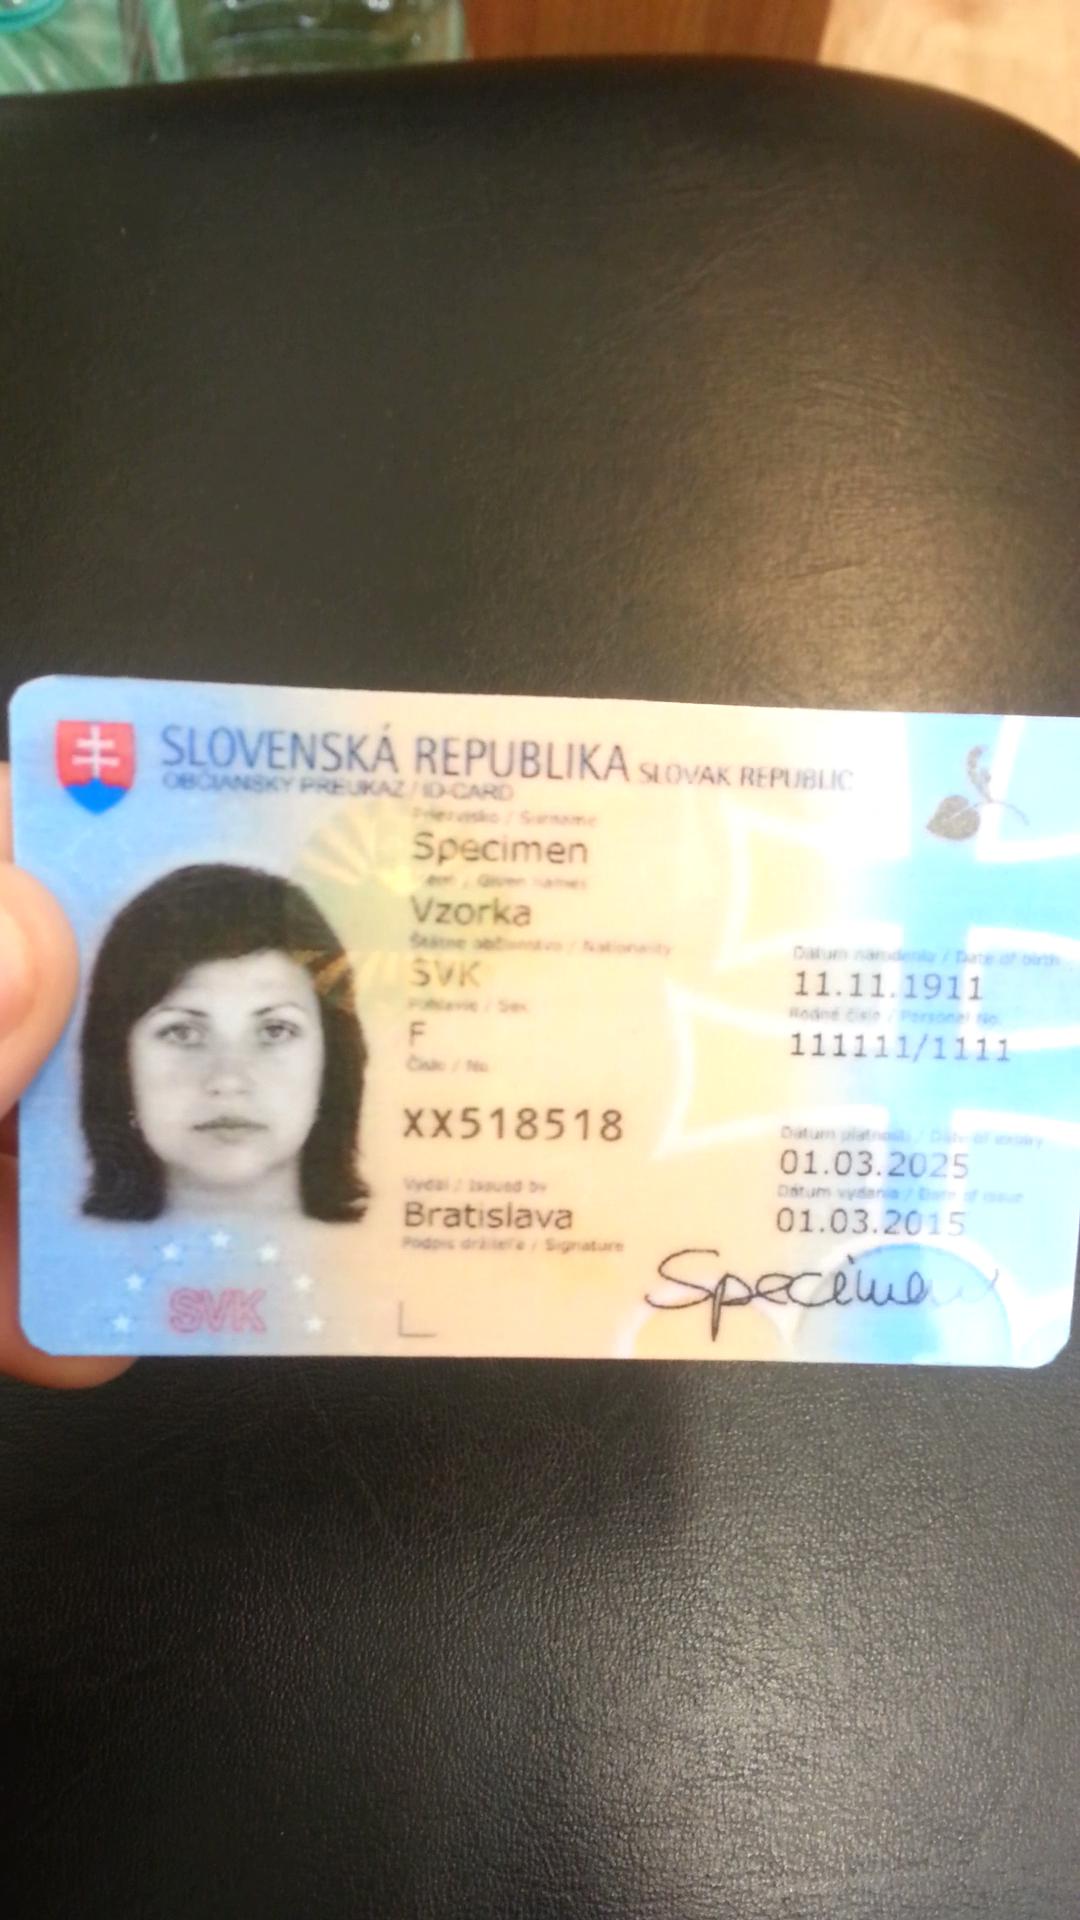 SLOVENSKÁ REPUBLIKA SLOVAK REPUBLIC
OBČIANSKY PREUKAZ / ID-CARD
Priezvisko / Surname
Specimen
Meno / Given names
Vzorka
Štátne občianstvo / Nationality
SVK
Pohlavie / Sex
F
Číslo / No.
XX518518
Vydal / Issued by
Bratislava
Podpis držiteľa / Signature
Dátum narodenia / Date of birth
11.11.1911
Rodné číslo / Personal No.
111111/1111
Dátum platnosti / Date of expiry
01.03.2025
Dátum vydania / Date of issue
01.03.2015
Specimen
SVK